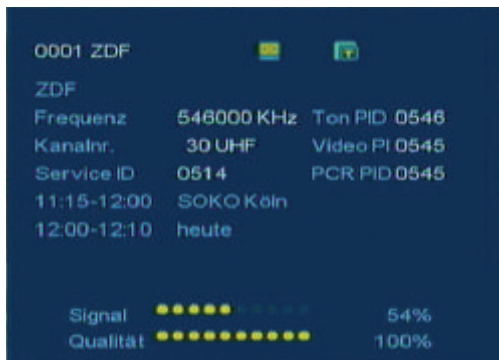 0001 ZDF
ZDF
Frequenz 546000 KHz Ton PID 0546
Kanalnr. 30 UHF Video PI 0545
Service ID 0514 PCR PID 0545
11:15-12:00 SOKO Köln
12:00-12:10 heute
Signal 54%
Qualität 100%